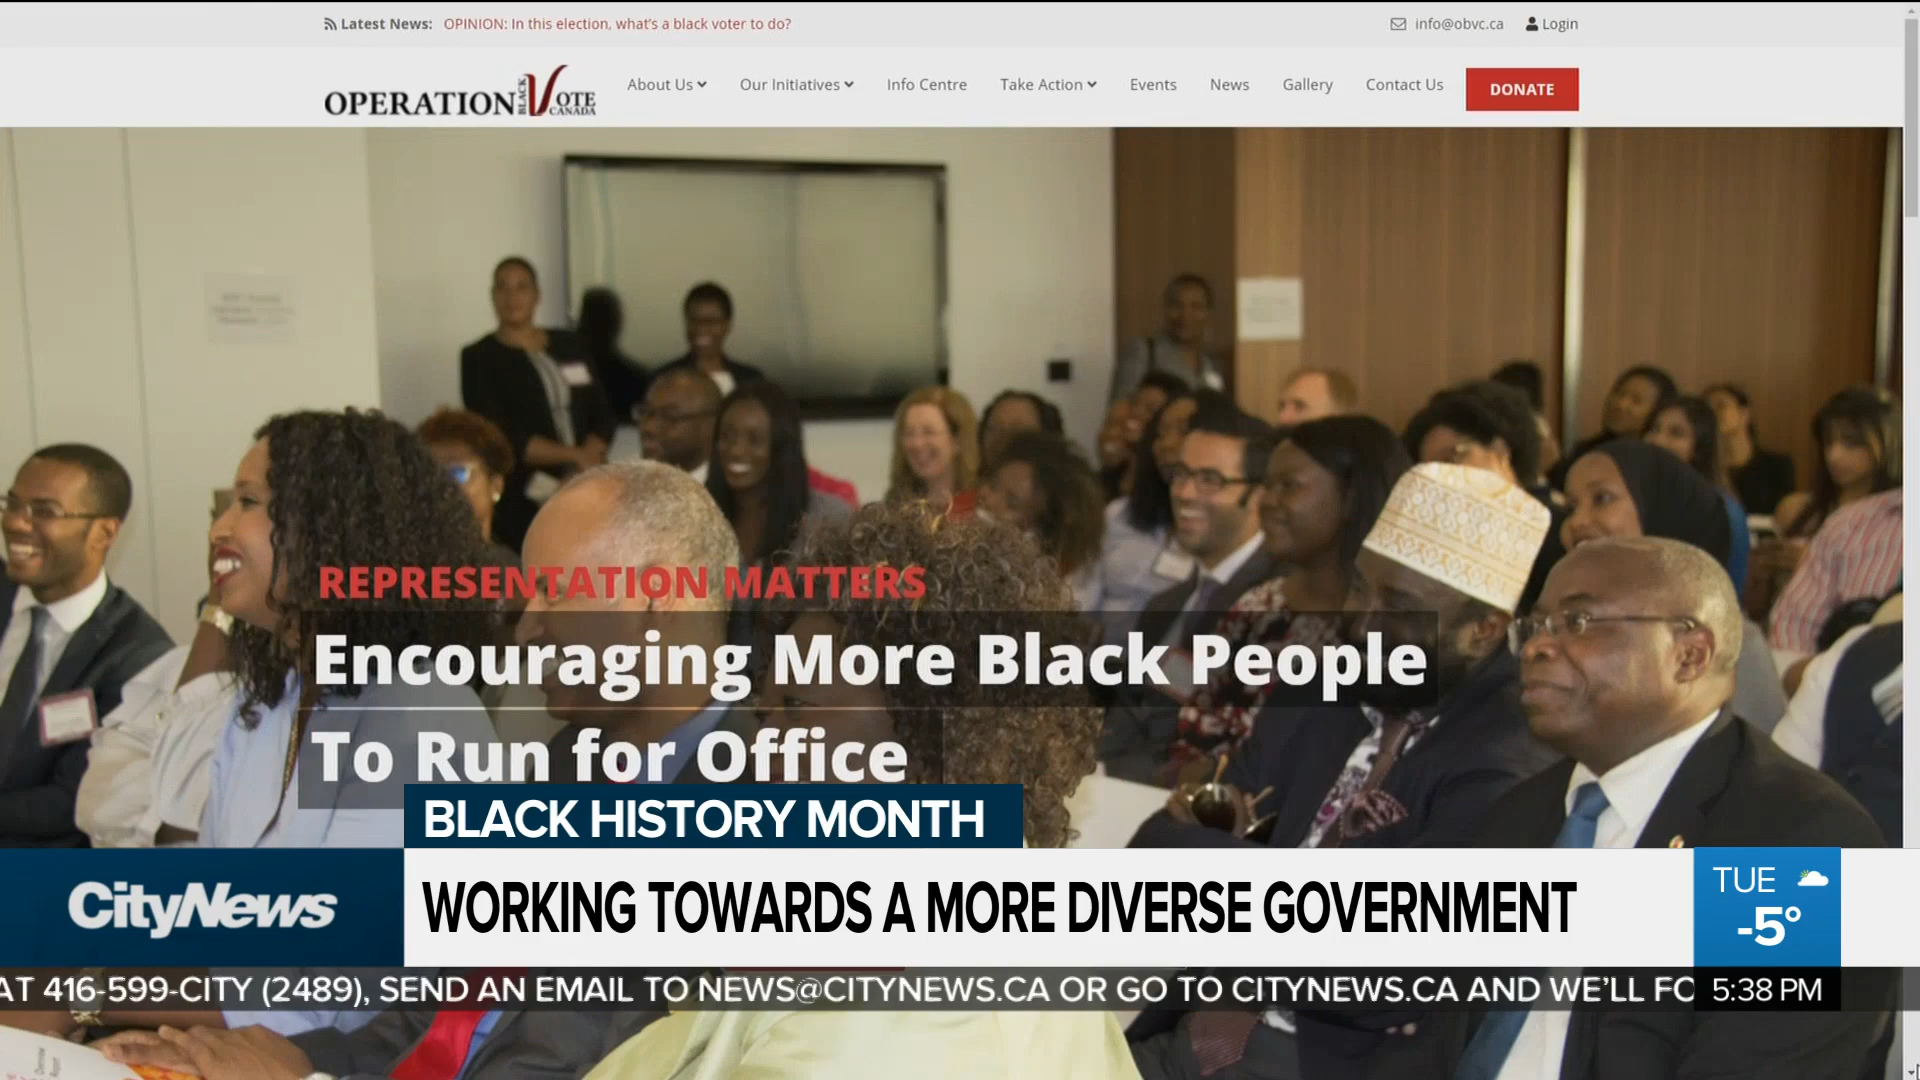 Latest News: OPINION: In this election, what's a black voter to do?
info@obvc.ca Login
OPERATION BLACK VOTE CANADA
About Us Our Initiatives Info Centre Take Action Events News Gallery Contact Us DONATE
REPRESENTATION MATTERS
Encouraging More Black People
To Run for Office
BLACK HISTORY MONTH
CityNews
WORKING TOWARDS A MORE DIVERSE GOVERNMENT
TUE
-5°
AT 416-599-CITY (2489), SEND AN EMAIL TO NEWS@CITYNEWS.CA OR GO TO CITYNEWS.CA AND WE'LL FO
5:38 PM